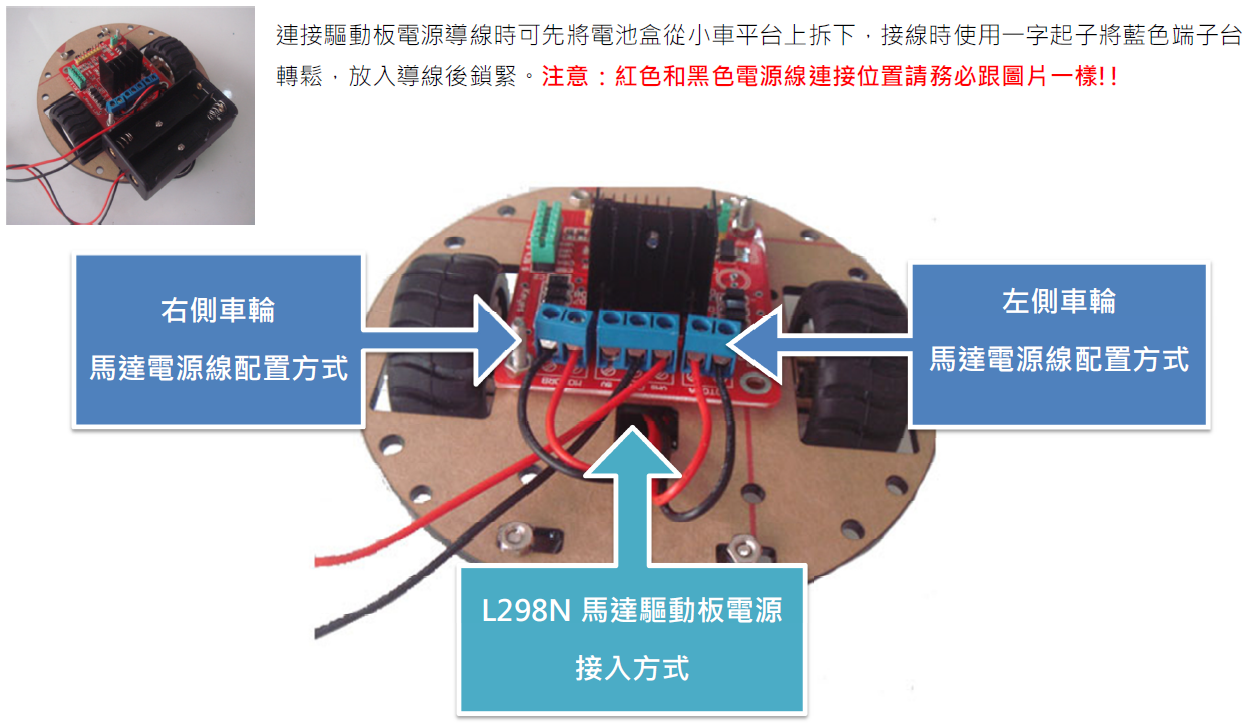 連接驅動板電源導線時可先將電池盒從小車平台上拆下，接線時使用一字起子將藍色端子台
轉鬆，放入導線後鎖緊。注意：紅色和黑色電源線連接位置請務必跟圖片一樣!!
右側車輪
馬達電源線配置方式
左側車輪
馬達電源線配置方式
5V
L298N 馬達驅動板電源
接入方式